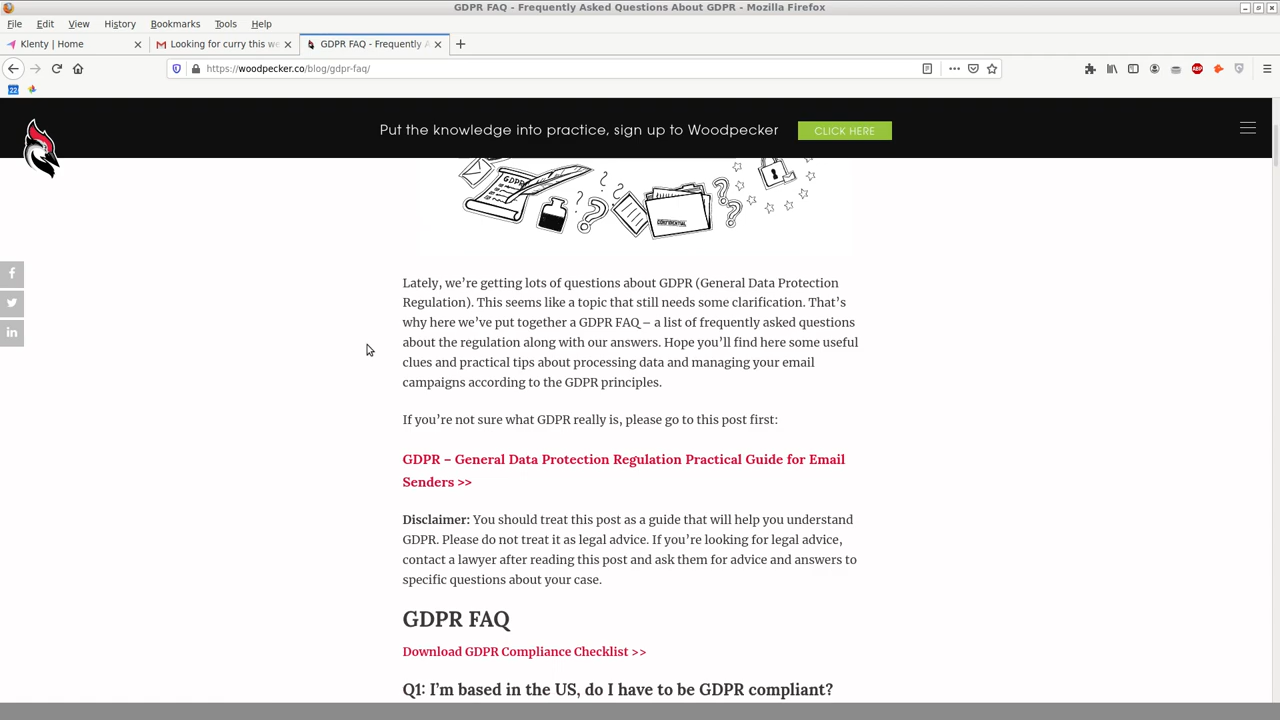 GDPR FAQ - Frequently Asked Questions About GDPR - Mozilla Firefox
File Edit View History Bookmarks Tools Help
Klenty | Home
Looking for curry this we
GDPR FAQ - Frequently A
https://woodpecker.co/blog/gdpr-faq/
ABP
22
Put the knowledge into practice, sign up to Woodpecker
CLICK HERE
GDPR
CONFIDENTIAL
Lately, we're getting lots of questions about GDPR (General Data Protection
Regulation). This seems like a topic that still needs some clarification. That's
why here we've put together a GDPR FAQ – a list of frequently asked questions
about the regulation along with our answers. Hope you'll find here some useful
clues and practical tips about processing data and managing your email
campaigns according to the GDPR principles.
If you're not sure what GDPR really is, please go to this post first:
GDPR – General Data Protection Regulation Practical Guide for Email
Senders >>
Disclaimer: You should treat this post as a guide that will help you understand
GDPR. Please do not treat it as legal advice. If you're looking for legal advice,
contact a lawyer after reading this post and ask them for advice and answers to
specific questions about your case.
GDPR FAQ
Download GDPR Compliance Checklist >>
Q1: I'm based in the US, do I have to be GDPR compliant?